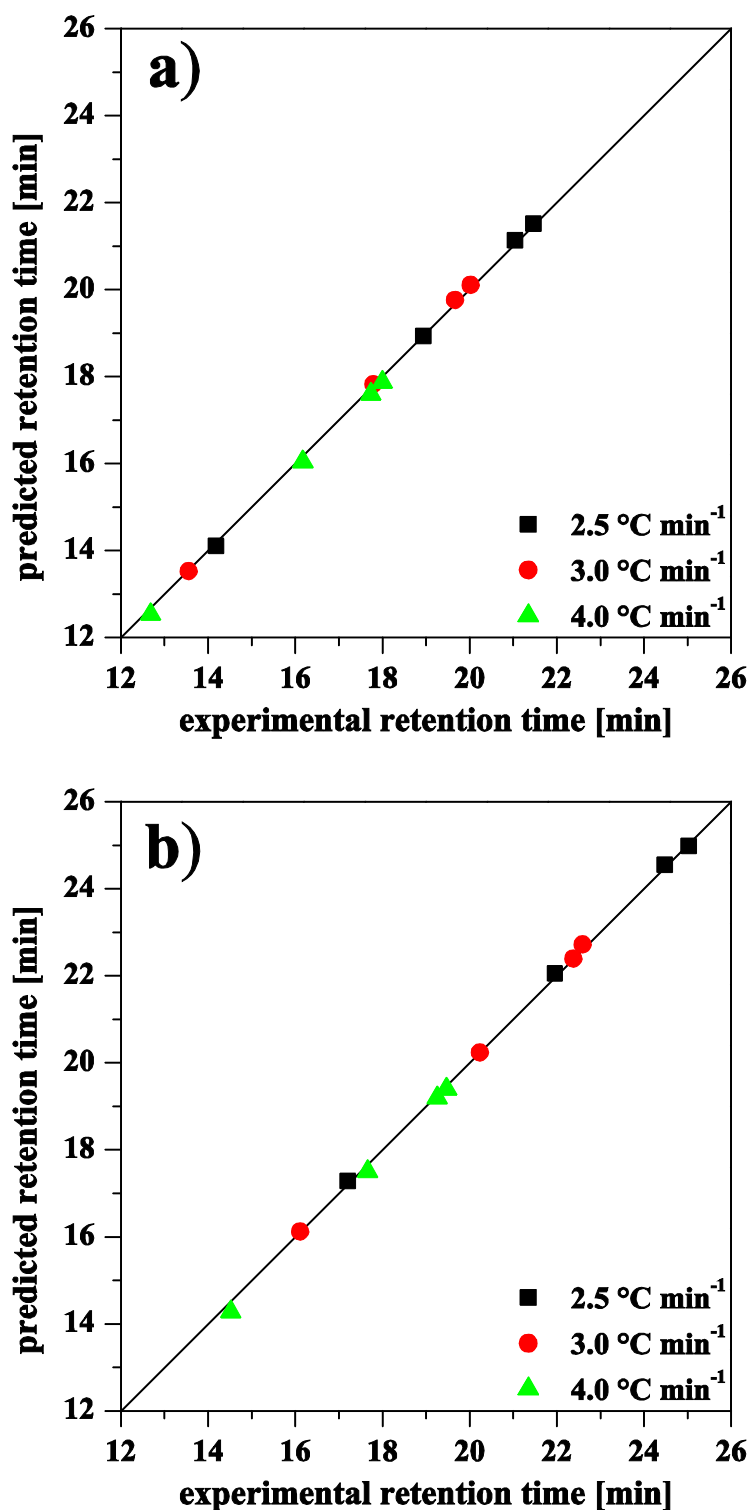 a)
26
24
22
20
18
16
14
12
predicted retention time [min]
2.5 °C min⁻¹
3.0 °C min⁻¹
4.0 °C min⁻¹
12 14 16 18 20 22 24 26
experimental retention time [min]
b)
26
24
22
20
18
16
14
12
predicted retention time [min]
2.5 °C min⁻¹
3.0 °C min⁻¹
4.0 °C min⁻¹
12 14 16 18 20 22 24 26
experimental retention time [min]